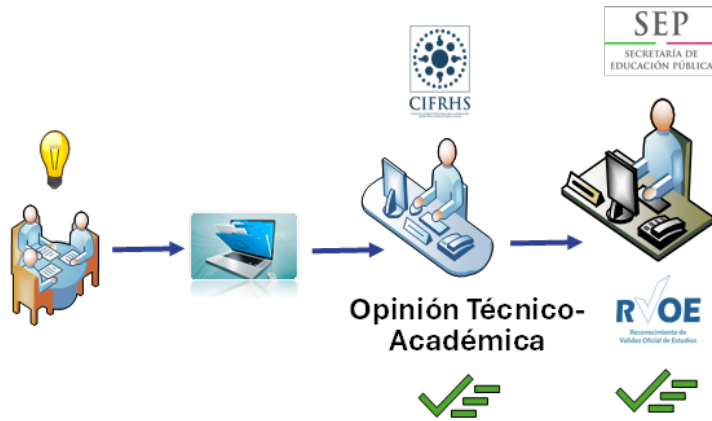 SEP
SECRETARÍA DE
EDUCACIÓN PÚBLICA
CIFRHS
Opinión Técnico-
Académica
RVOE
Reconocimiento de
Validez Oficial de Estudios